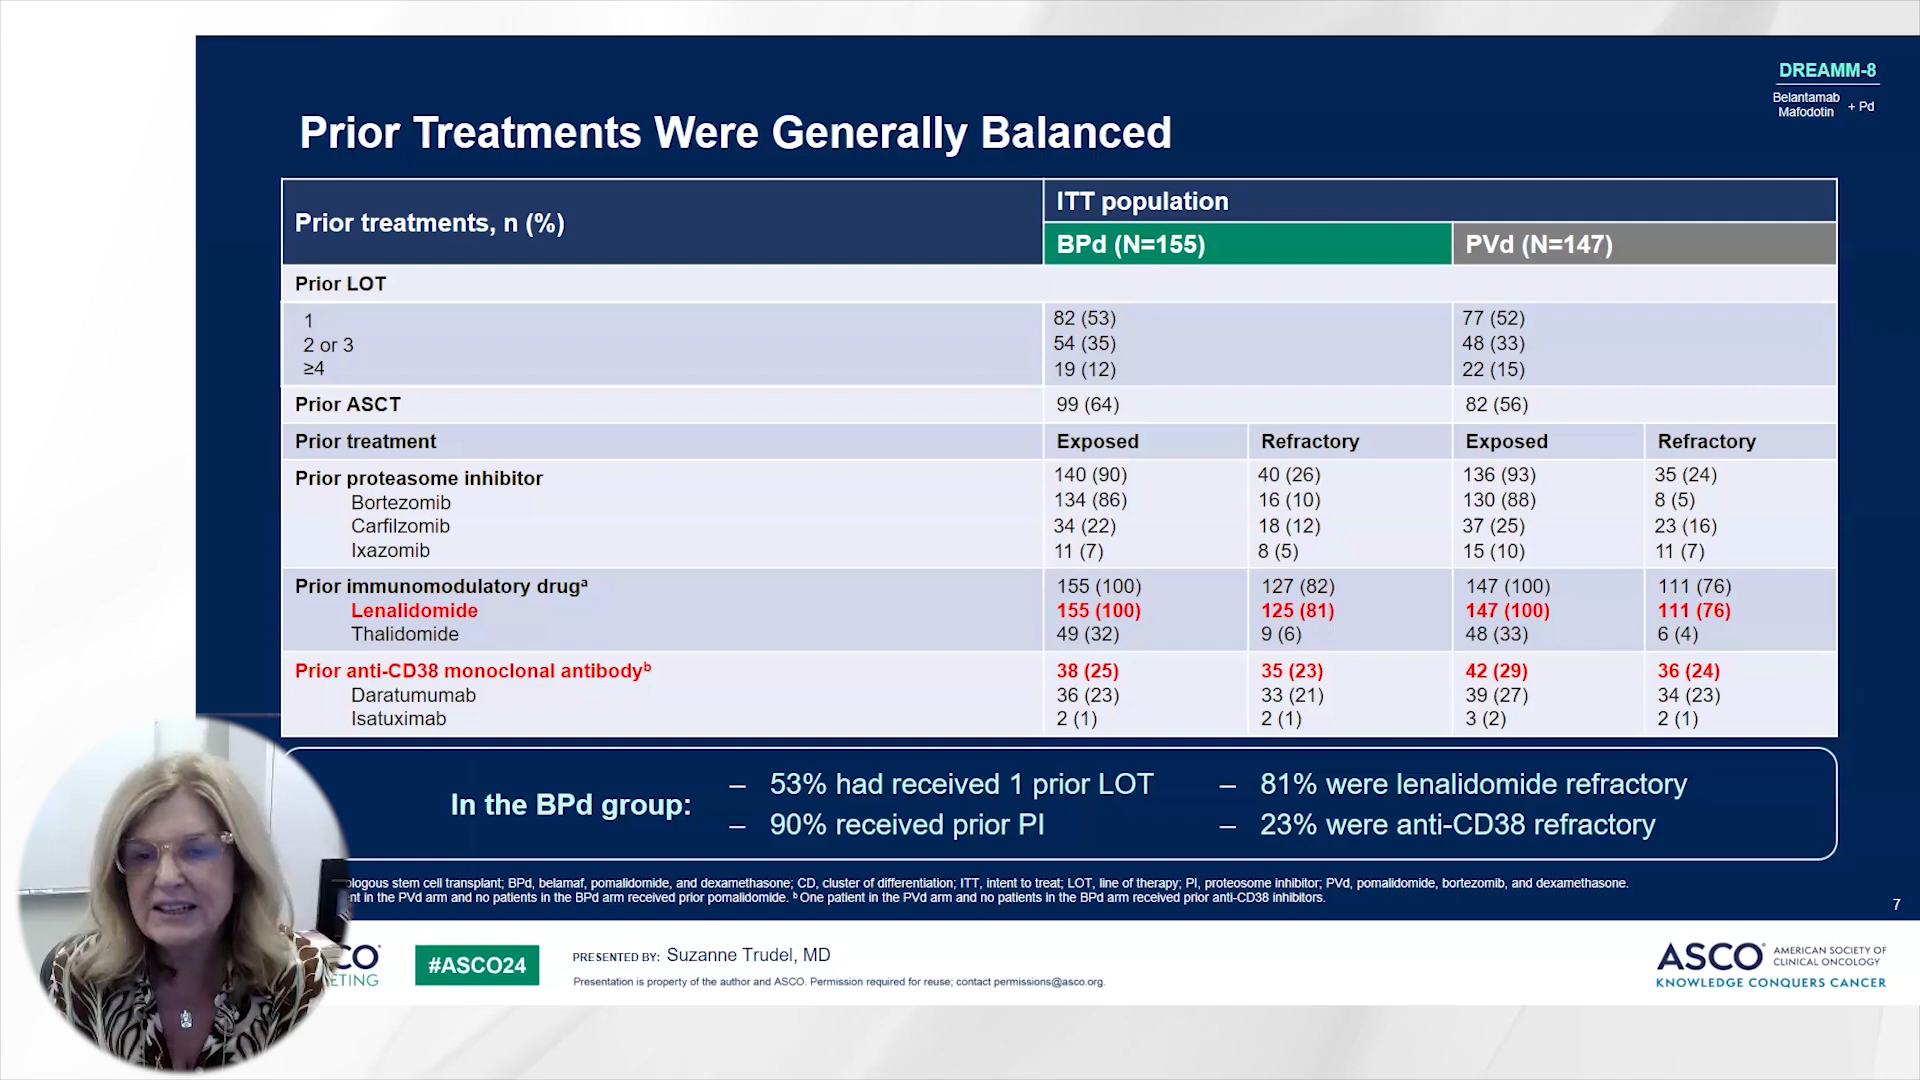 DREAMM-8
Belantamab
Mafodotin + Pd
Prior Treatments Were Generally Balanced
Prior treatments, n (%)
ITT population
BPd (N=155) PVd (N=147)
Prior LOT
1 82 (53) 77 (52)
2 or 3 54 (35) 48 (33)
≥4 19 (12) 22 (15)
Prior ASCT 99 (64) 82 (56)
Prior treatment Exposed Refractory Exposed Refractory
Prior proteasome inhibitor 140 (90) 40 (26) 136 (93) 35 (24)
Bortezomib 134 (86) 16 (10) 130 (88) 8 (5)
Carfilzomib 34 (22) 18 (12) 37 (25) 23 (16)
Ixazomib 11 (7) 8 (5) 15 (10) 11 (7)
Prior immunomodulatory drugᵃ 155 (100) 127 (82) 147 (100) 111 (76)
Lenalidomide 155 (100) 125 (81) 147 (100) 111 (76)
Thalidomide 49 (32) 9 (6) 48 (33) 6 (4)
Prior anti-CD38 monoclonal antibodyᵇ 38 (25) 35 (23) 42 (29) 36 (24)
Daratumumab 36 (23) 33 (21) 39 (27) 34 (23)
Isatuximab 2 (1) 2 (1) 3 (2) 2 (1)
In the BPd group:
– 53% had received 1 prior LOT – 81% were lenalidomide refractory
– 90% received prior PI – 23% were anti-CD38 refractory
stem cell transplant; BPd, belamaf, pomalidomide, and dexamethasone; CD, cluster of differentiation; ITT, intent to treat; LOT, line of therapy; PI, proteosome inhibitor; PVd, pomalidomide, bortezomib, and dexamethasone.
in the PVd arm and no patients in the BPd arm received prior pomalidomide. ᵇ One patient in the PVd arm and no patients in the BPd arm received prior anti-CD38 inhibitors.
7
#ASCO24
PRESENTED BY: Suzanne Trudel, MD
Presentation is property of the author and ASCO. Permission required for reuse; contact permissions@asco.org.
ASCO AMERICAN SOCIETY OF
CLINICAL ONCOLOGY
KNOWLEDGE CONQUERS CANCER